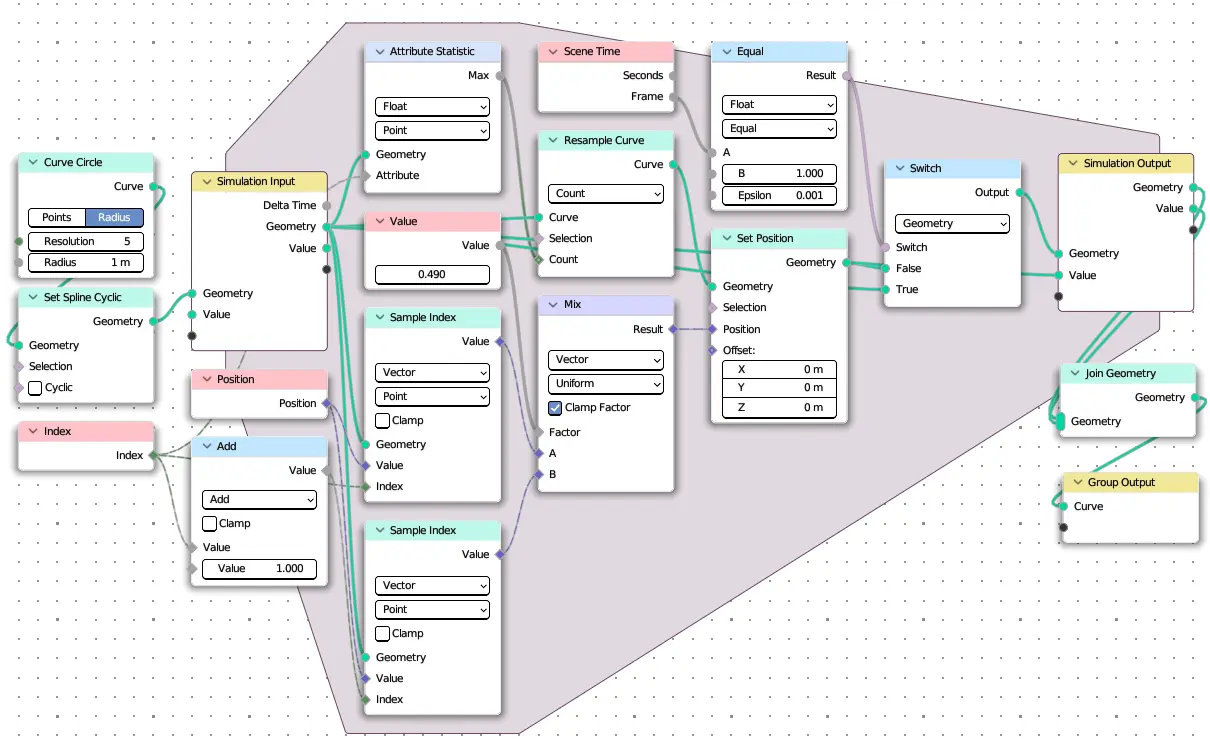 Curve Circle
Curve
Points Radius
Resolution 5
Radius 1 m
Set Spline Cyclic
Geometry
Geometry
Selection
Cyclic
Index
Index
Simulation Input
Delta Time
Geometry
Value
Geometry
Value
Position
Position
Add
Value
Add
Clamp
Value
Value 1.000
Attribute Statistic
Max
Float
Point
Geometry
Attribute
Value
Value
0.490
Sample Index
Value
Vector
Point
Clamp
Geometry
Value
Index
Sample Index
Value
Vector
Point
Clamp
Geometry
Value
Index
Scene Time
Seconds
Frame
Resample Curve
Curve
Count
Curve
Selection
Count
Mix
Result
Vector
Uniform
Clamp Factor
Factor
A
B
Equal
Result
Float
Equal
A
B 1.000
Epsilon 0.001
Set Position
Geometry
Geometry
Selection
Position
Offset:
X 0 m
Y 0 m
Z 0 m
Switch
Output
Geometry
Switch
False
True
Simulation Output
Geometry
Value
Geometry
Value
Join Geometry
Geometry
Geometry
Group Output
Curve